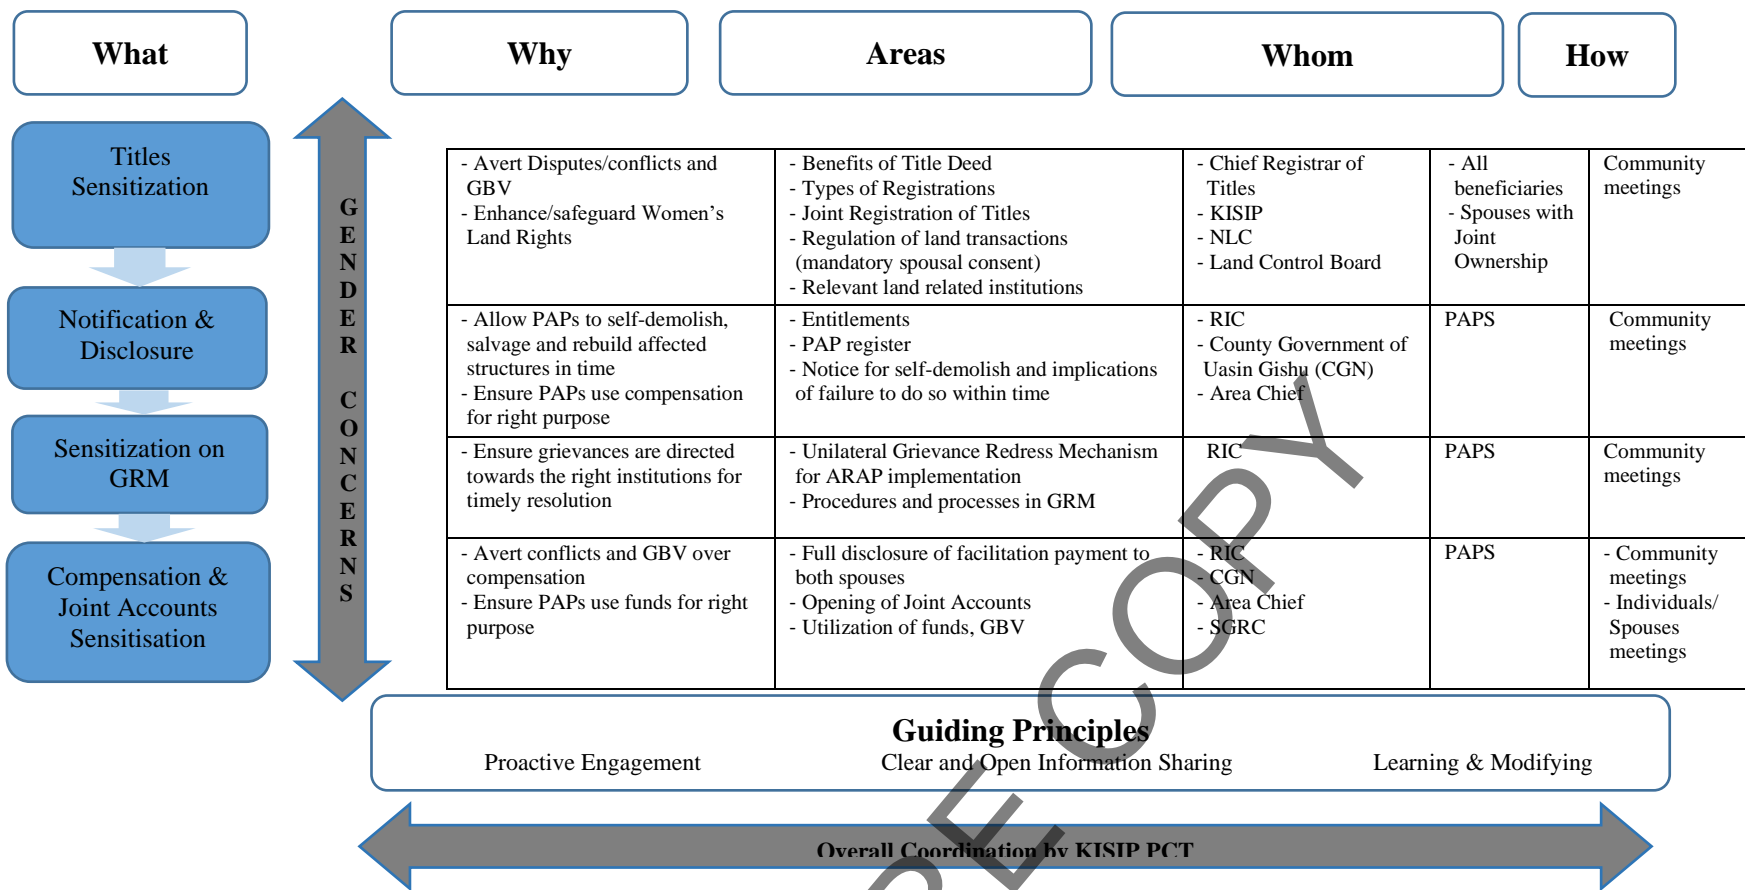 What
Why
Areas
Whom
How
Titles
Sensitization
Notification &
Disclosure
Sensitization on
GRM
Compensation &
Joint Accounts
Sensitisation
GENDER CONCERNS
- Avert Disputes/conflicts and
GBV
- Enhance/safeguard Women's
Land Rights
- Benefits of Title Deed
- Types of Registrations
- Joint Registration of Titles
- Regulation of land transactions
(mandatory spousal consent)
- Relevant land related institutions
- Chief Registrar of
Titles
- KISIP
- NLC
- Land Control Board
- All
beneficiaries
- Spouses with
Joint
Ownership
Community
meetings
- Allow PAPs to self-demolish,
salvage and rebuild affected
structures in time
- Ensure PAPs use compensation
for right purpose
- Entitlements
- PAP register
- Notice for self-demolish and implications
of failure to do so within time
- RIC
- County Government of
Uasin Gishu (CGN)
- Area Chief
PAPS
Community
meetings
- Ensure grievances are directed
towards the right institutions for
timely resolution
- Unilateral Grievance Redress Mechanism
for ARAP implementation
- Procedures and processes in GRM
RIC
PAPS
Community
meetings
- Avert conflicts and GBV over
compensation
- Ensure PAPs use funds for right
purpose
- Full disclosure of facilitation payment to
both spouses
- Opening of Joint Accounts
- Utilization of funds, GBV
- RIC
- CGN
- Area Chief
- SGRC
PAPS
- Community
meetings
- Individuals/
Spouses
meetings
Guiding Principles
Proactive Engagement
Clear and Open Information Sharing
Learning & Modifying
Overall Coordination by KISIP PCT
RE COPY